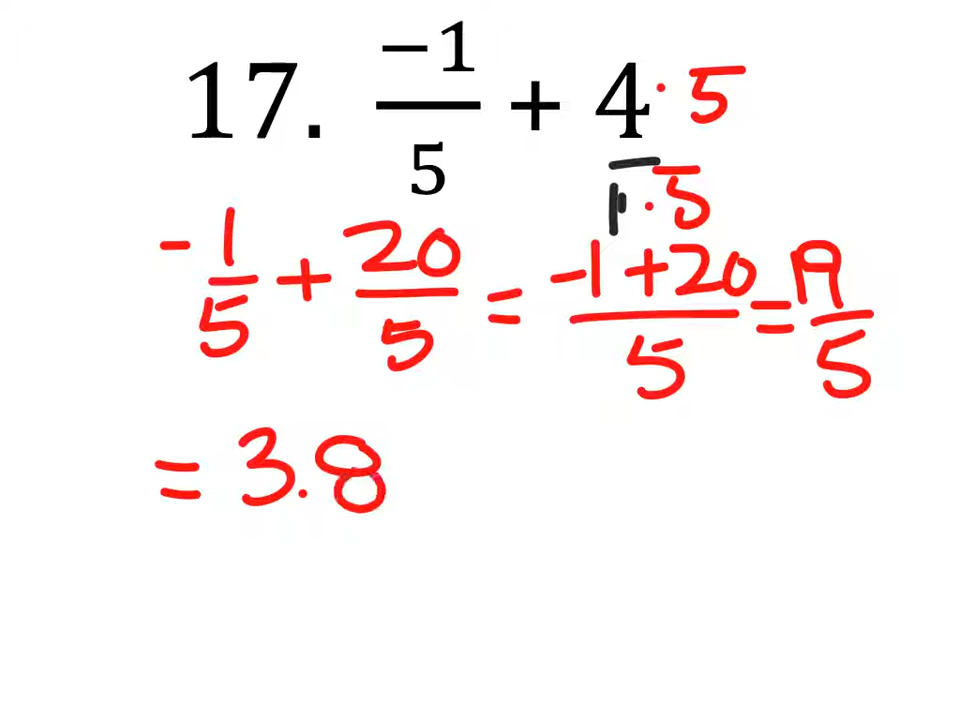 17. -1/5 + 4/1 · 5/5
-1/5 + 20/5 = -1+20/5 = 19/5
= 3.8